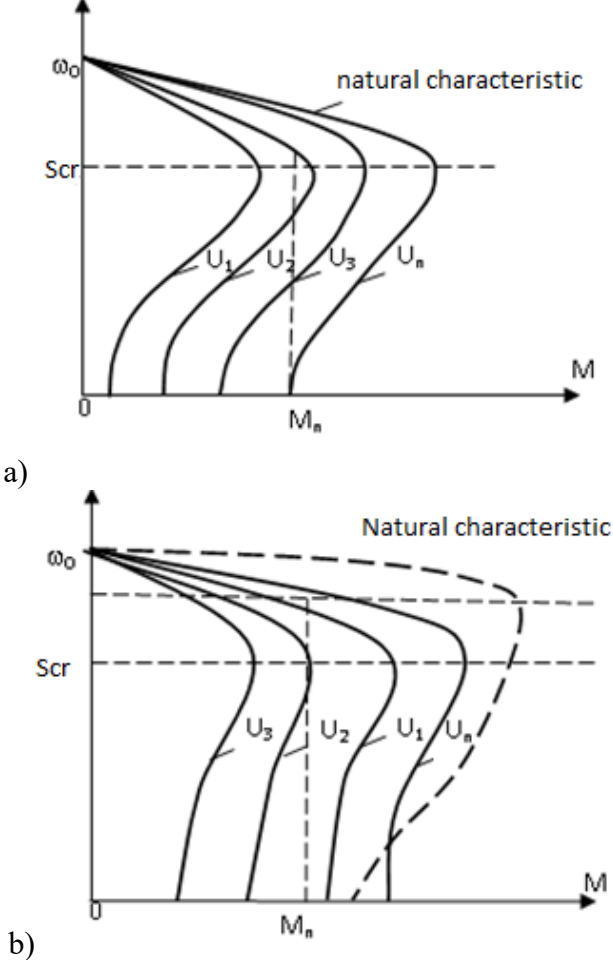 ω₀
natural characteristic
Scr
U₁ U₂ U₃ Uₙ
M
0
Mₙ
a)
Natural characteristic
ω₀
Scr
U₃ U₂ U₁ Uₙ
M
0
Mₙ
b)